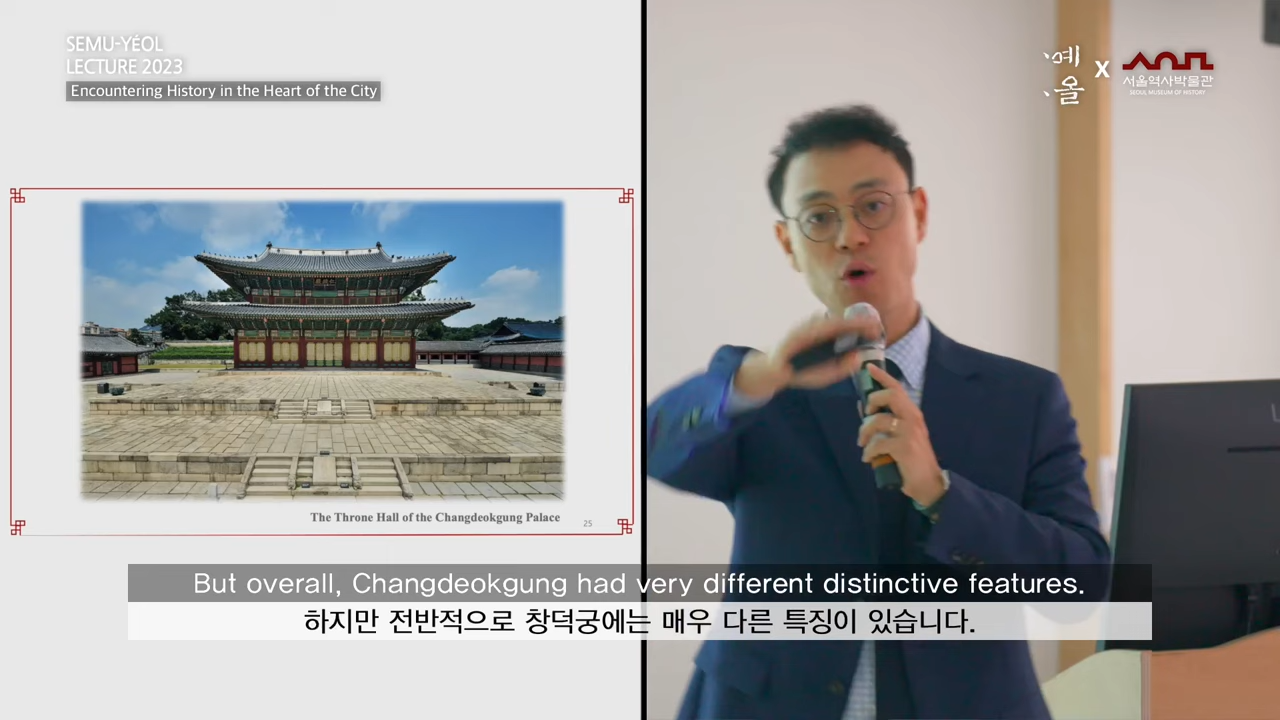 SEMU-YÉOL
LECTURE 2023
Encountering History in the Heart of the City
예
올
X
서울역사박물관
SEOUL MUSEUM OF HISTORY
The Throne Hall of the Changdeokgung Palace
25
But overall, Changdeokgung had very different distinctive features.
하지만 전반적으로 창덕궁에는 매우 다른 특징이 있습니다.